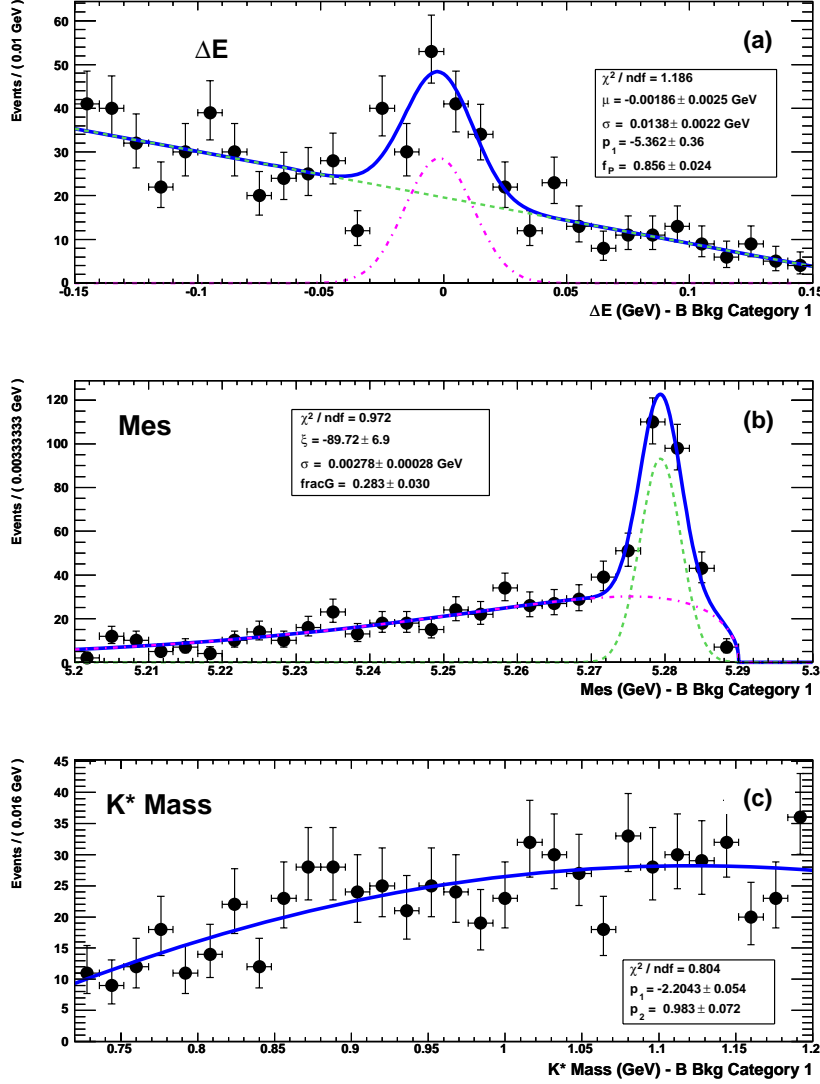 ΔE
(a)
Events / ( 0.01 GeV )
χ² / ndf = 1.186
μ = -0.00186 ± 0.0025 GeV
σ = 0.0138 ± 0.0022 GeV
p₁ = -5.362 ± 0.36
f_P = 0.856 ± 0.024
60
50
40
30
20
10
0
-0.15 -0.1 -0.05 0 0.05 0.1 0.15
ΔE (GeV) - B Bkg Category 1
Mes
(b)
Events / ( 0.00333333 GeV )
χ² / ndf = 0.972
ξ = -89.72 ± 6.9
σ = 0.00278 ± 0.00028 GeV
fracG = 0.283 ± 0.030
120
100
80
60
40
20
0
5.2 5.21 5.22 5.23 5.24 5.25 5.26 5.27 5.28 5.29 5.3
Mes (GeV) - B Bkg Category 1
K* Mass
(c)
Events / ( 0.016 GeV )
45
40
35
30
25
20
15
10
5
0
χ² / ndf = 0.804
p₁ = -2.2043 ± 0.054
p₂ = 0.983 ± 0.072
0.75 0.8 0.85 0.9 0.95 1 1.05 1.1 1.15 1.2
K* Mass (GeV) - B Bkg Category 1